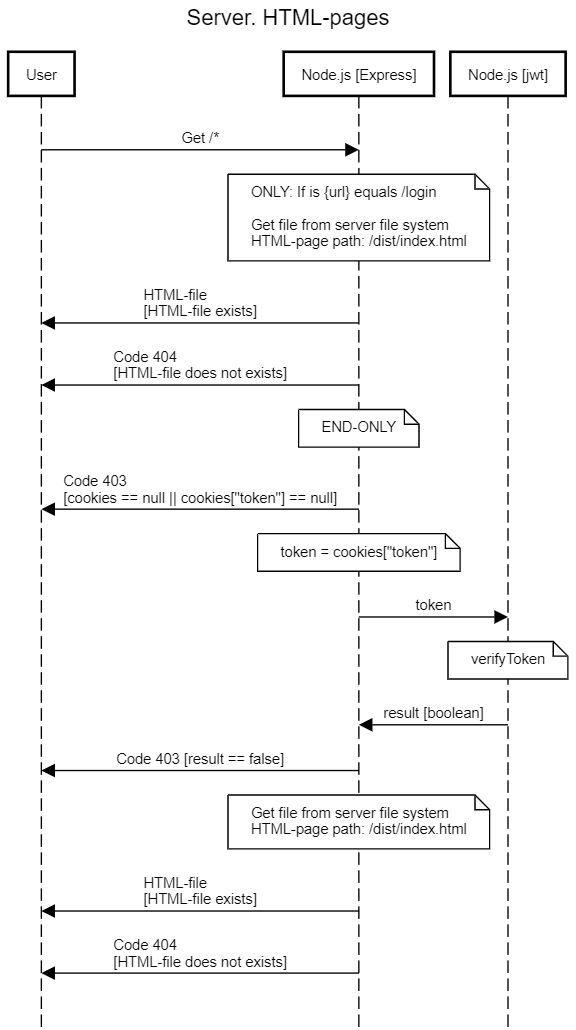 Server. HTML-pages
User
Node.js [Express]
Node.js [jwt]
Get /*
ONLY: If is {url} equals /login
Get file from server file system
HTML-page path: /dist/index.html
HTML-file
[HTML-file exists]
Code 404
[HTML-file does not exists]
END-ONLY
Code 403
[cookies == null || cookies["token"] == null]
token = cookies["token"]
token
verifyToken
result [boolean]
Code 403 [result == false]
Get file from server file system
HTML-page path: /dist/index.html
HTML-file
[HTML-file exists]
Code 404
[HTML-file does not exists]